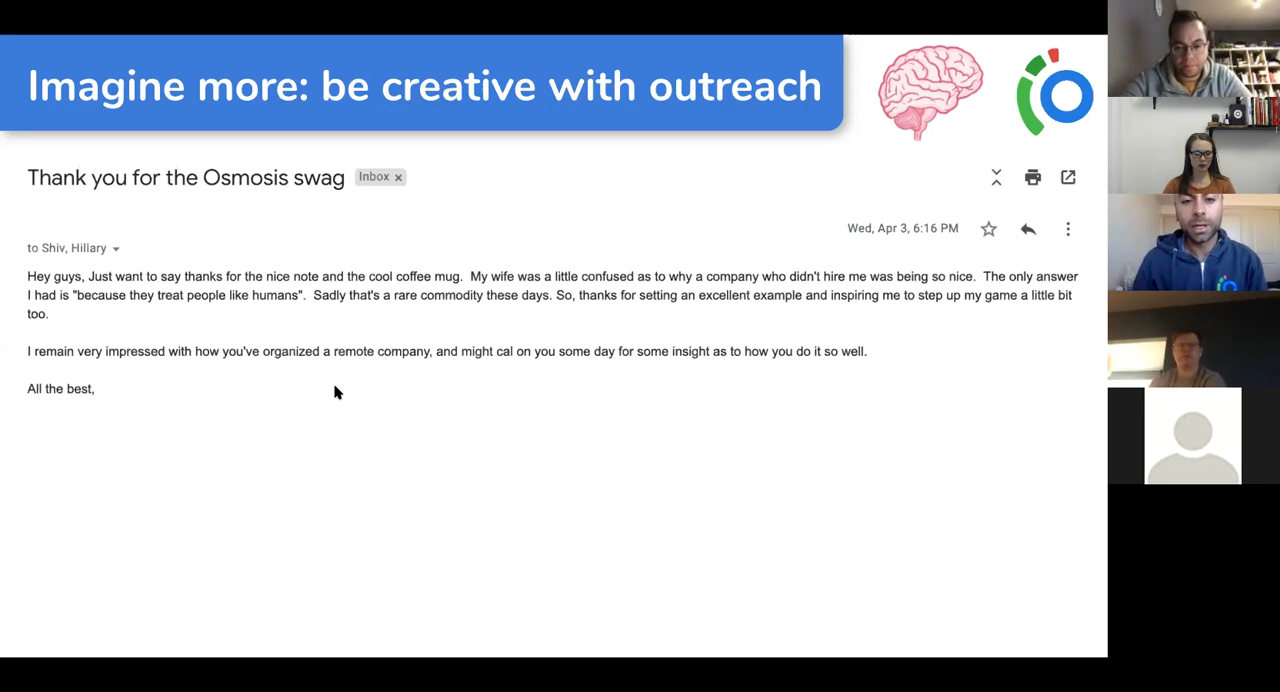 Imagine more: be creative with outreach
Thank you for the Osmosis swag Inbox x
Wed, Apr 3, 6:16 PM
to Shiv, Hillary
Hey guys, Just want to say thanks for the nice note and the cool coffee mug. My wife was a little confused as to why a company who didn't hire me was being so nice. The only answer
I had is "because they treat people like humans". Sadly that's a rare commodity these days. So, thanks for setting an excellent example and inspiring me to step up my game a little bit
too.
I remain very impressed with how you've organized a remote company, and might cal on you some day for some insight as to how you do it so well.
All the best,